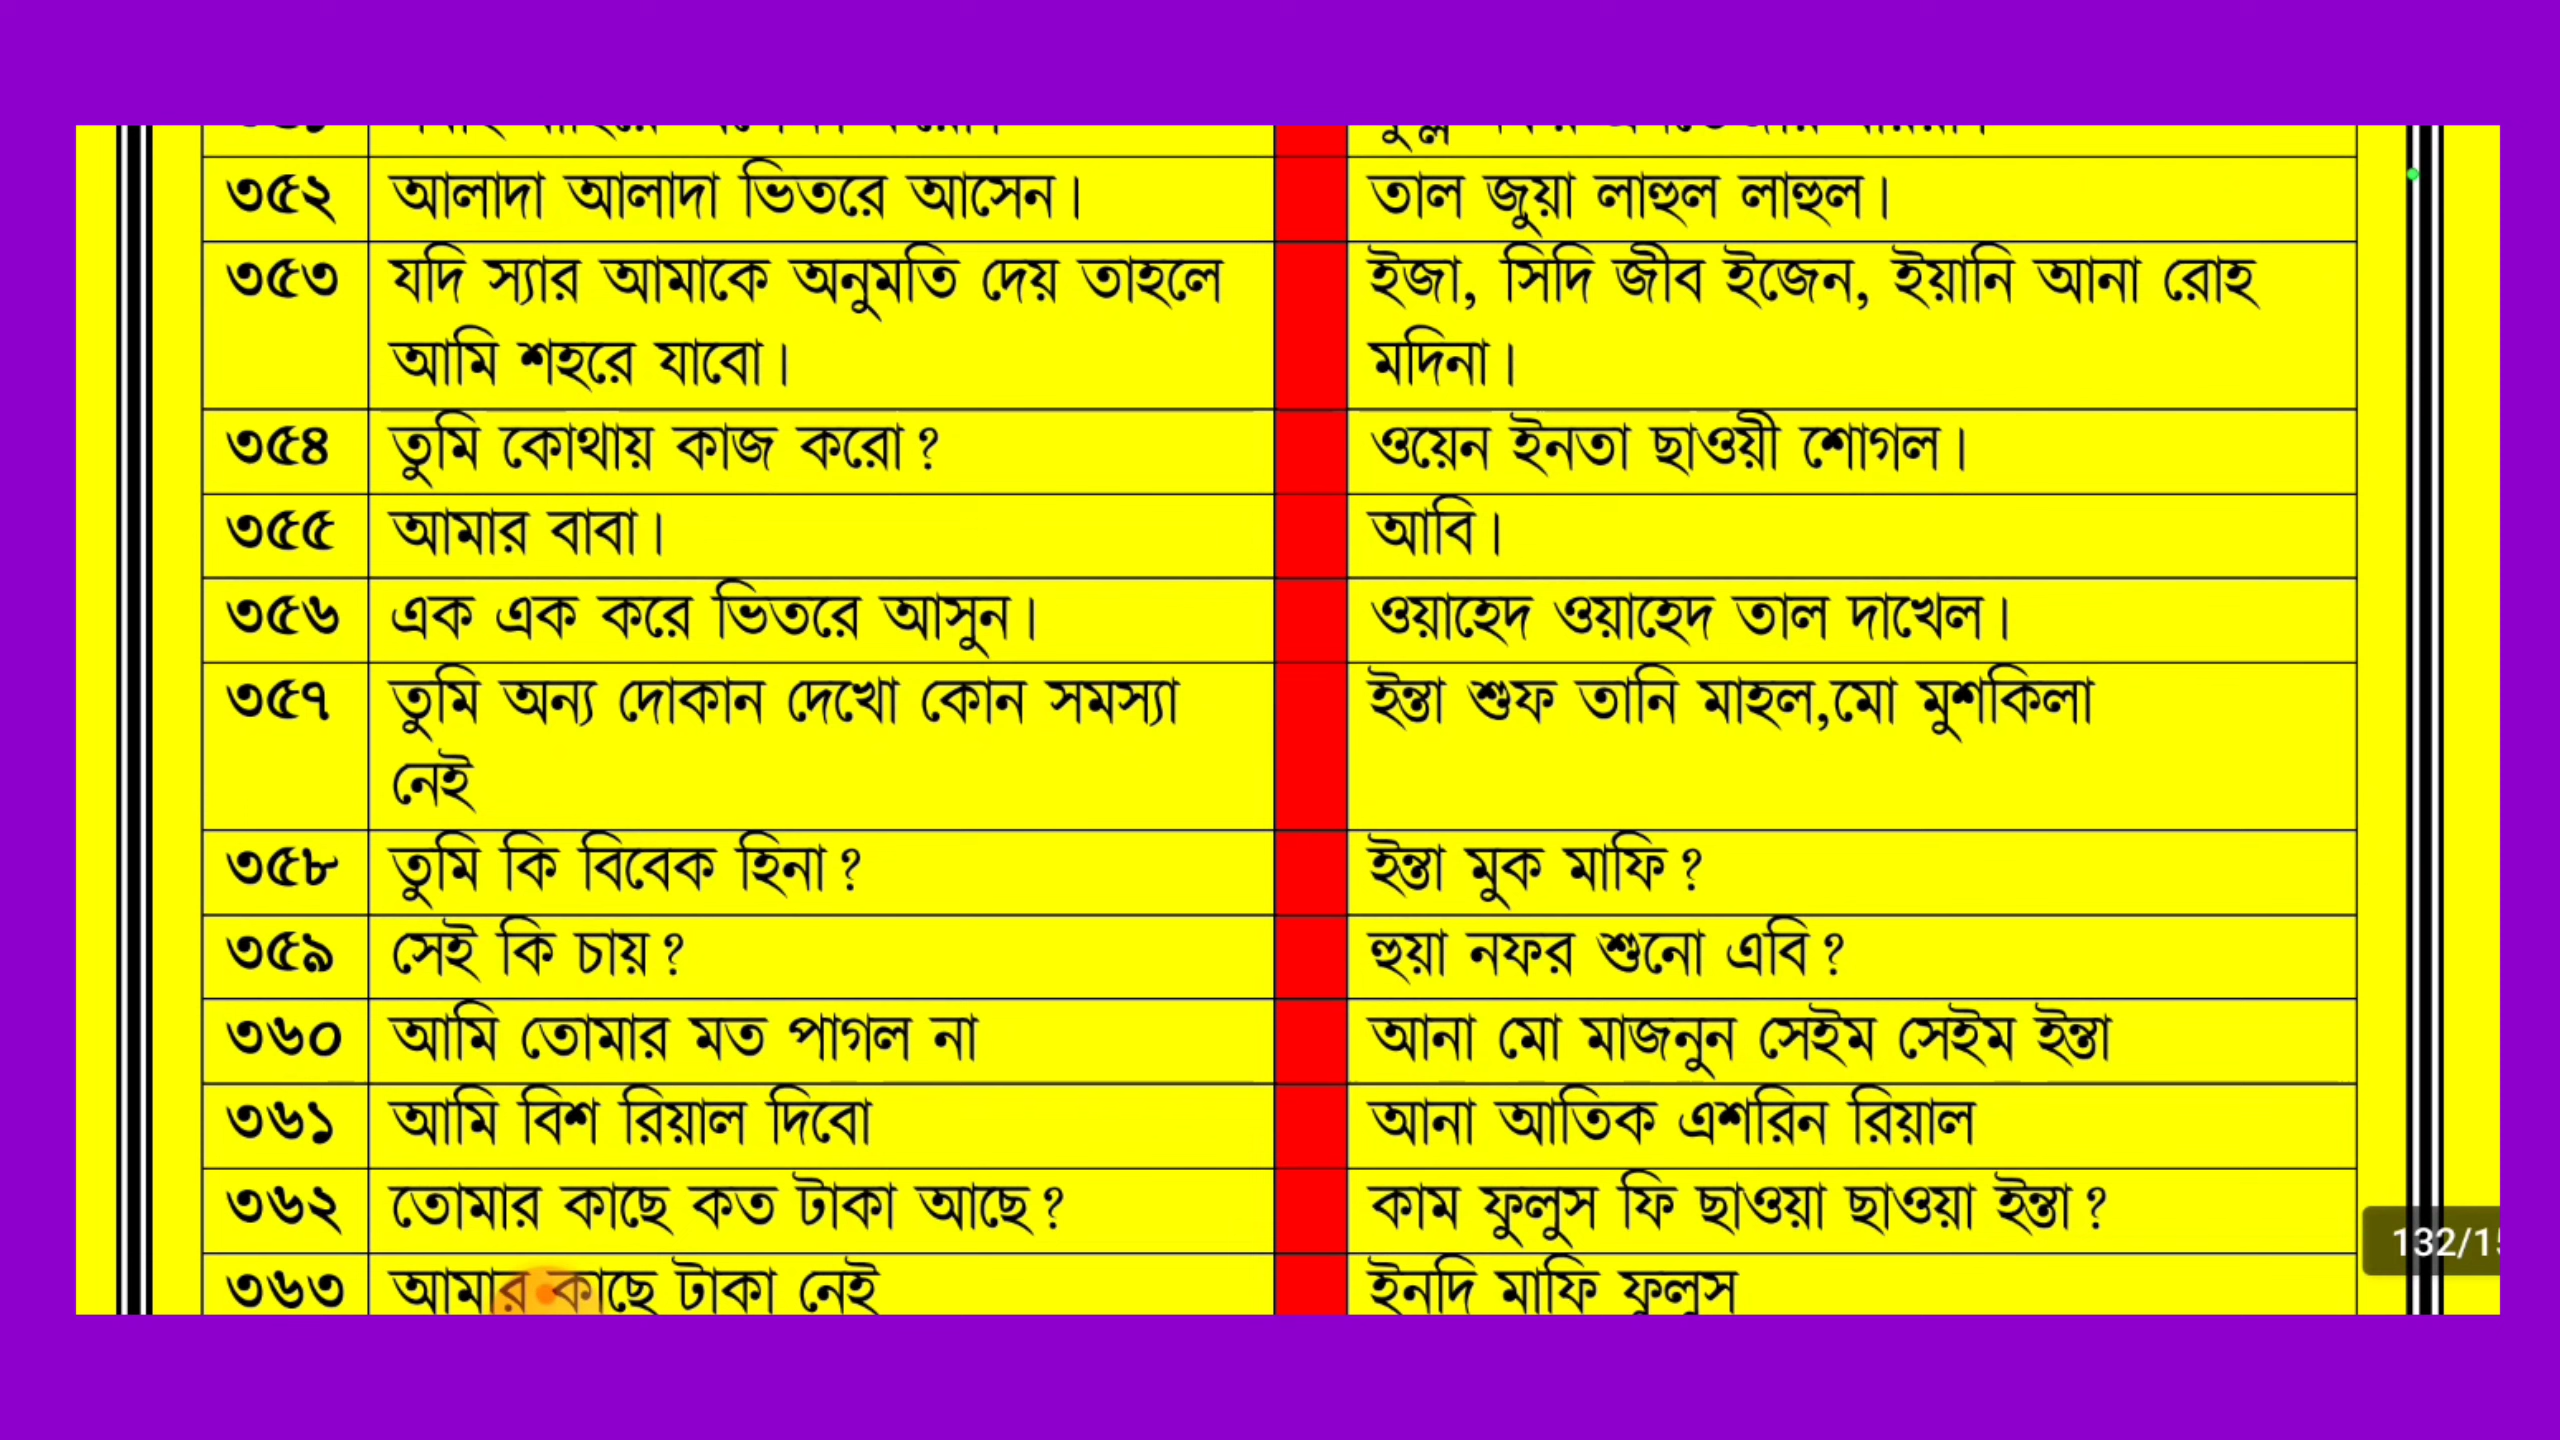 ৩৫২ আলাদা আলাদা ভিতরে আসেন। তাল জুয়া লাহুল লাহুল।
৩৫৩ যদি স্যার আমাকে অনুমতি দেয় তাহলে ইজা, সিদি জীব ইজেন, ইয়ানি আনা রোহ
আমি শহরে যাবো। মদিনা।
৩৫৪ তুমি কোথায় কাজ করো? ওয়েন ইনতা ছাওয়ী শোগল।
৩৫৫ আমার বাবা। আবি।
৩৫৬ এক এক করে ভিতরে আসুন। ওয়াহেদ ওয়াহেদ তাল দাখেল।
৩৫৭ তুমি অন্য দোকান দেখো কোন সমস্যা ইন্তা শুফ তানি মাহল,মো মুশকিলা
নেই
৩৫৮ তুমি কি বিবেক হিনা? ইন্তা মুক মাফি?
৩৫৯ সেই কি চায়? হুয়া নফর শুনো এবি?
৩৬০ আমি তোমার মত পাগল না আনা মো মাজনুন সেইম সেইম ইন্তা
৩৬১ আমি বিশ রিয়াল দিবো আনা আতিক এশরিন রিয়াল
৩৬২ তোমার কাছে কত টাকা আছে? কাম ফুলুস ফি ছাওয়া ছাওয়া ইন্তা?
132/15
৩৬৩ আমার কাছে টাকা নেই ইনদি মাফি ফুলুস